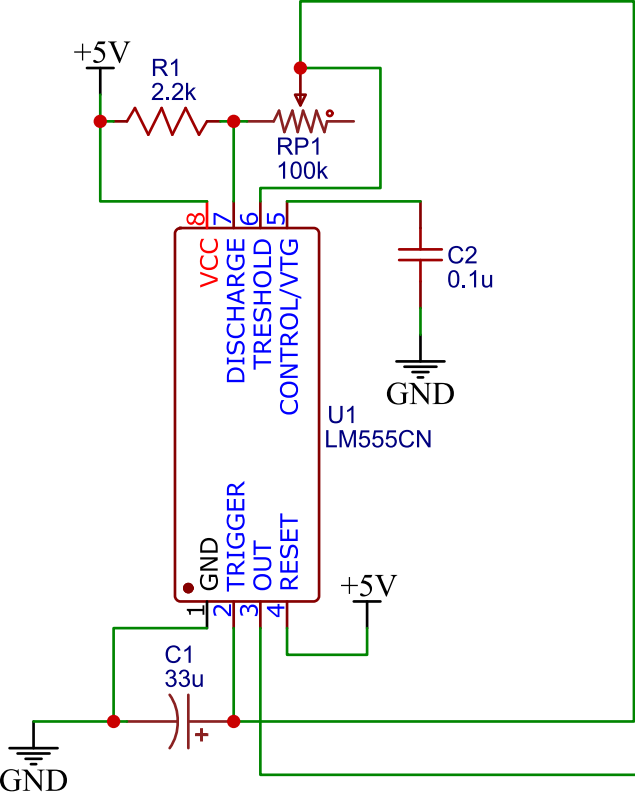 +5V
R1
2.2k
RP1
100k
8
7
6
5
VCC
DISCHARGE
TRESHOLD
CONTROL/VTG
C2
0.1u
GND
U1
LM555CN
GND
TRIGGER
OUT
RESET
1
2
3
4
+5V
C1
33u
+
GND